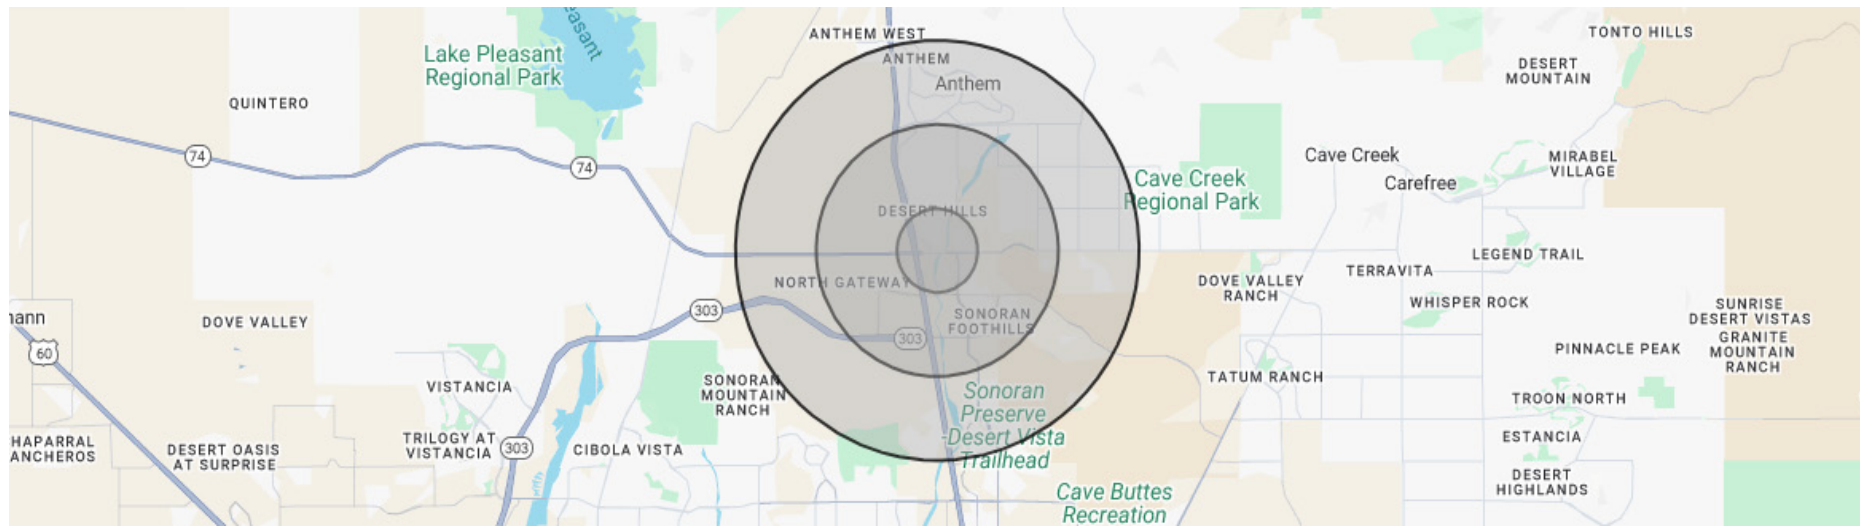 easant
ANTHEM WEST
TONTO HILLS
Lake Pleasant
Regional Park
ANTHEM
Anthem
DESERT
MOUNTAIN
QUINTERO
74
74
Cave Creek
MIRABEL
VILLAGE
Cave Creek
Regional Park
Carefree
DESERT HILLS
LEGEND TRAIL
TERRAVITA
DOVE VALLEY
RANCH
NORTH GATEWAY
WHISPER ROCK
303
SONORAN
FOOTHILLS
SUNRISE
DESERT VISTAS
nann
DOVE VALLEY
303
GRANITE
MOUNTAIN
RANCH
60
PINNACLE PEAK
VISTANCIA
SONORAN
MOUNTAIN
RANCH
TATUM RANCH
Sonoran
Preserve
-Desert Vista
Trailhead
TROON NORTH
HAPARRAL
ANCHEROS
DESERT OASIS
AT SURPRISE
TRILOGY AT
VISTANCIA
303
CIBOLA VISTA
ESTANCIA
DESERT
HIGHLANDS
Cave Buttes
Recreation